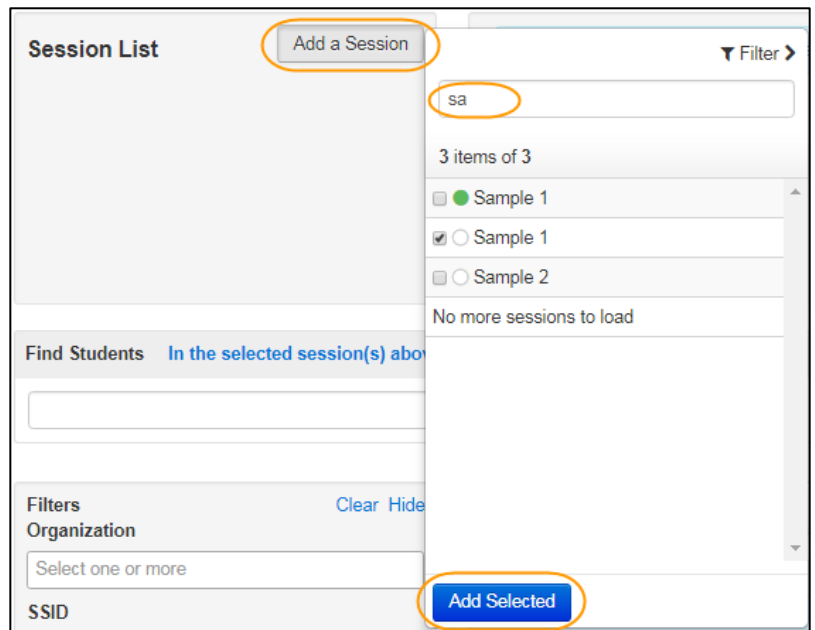 Session List
Add a Session
Filter
sa
3 items of 3
Sample 1
Sample 1
Sample 2
No more sessions to load
Find Students In the selected session(s) abov
Filters
Clear Hide
Organization
Select one or more
SSID
Add Selected